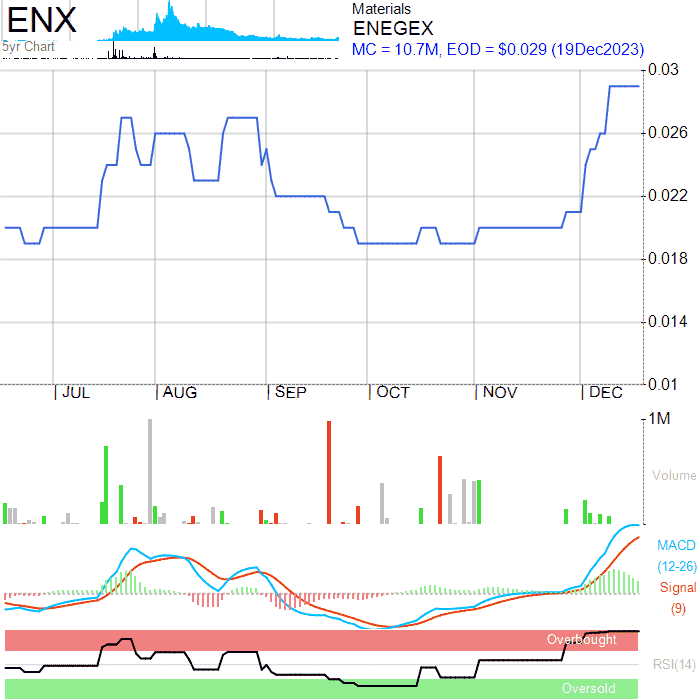 ENX
5yr Chart
Materials
ENEGEX
MC = 10.7M, EOD = $0.029 (19Dec2023)
0.03
0.026
0.022
0.018
0.014
0.01
JUL AUG SEP OCT NOV DEC
1M
Volume
MACD
(12-26)
Signal
(9)
Overbought
RSI(14)
Oversold